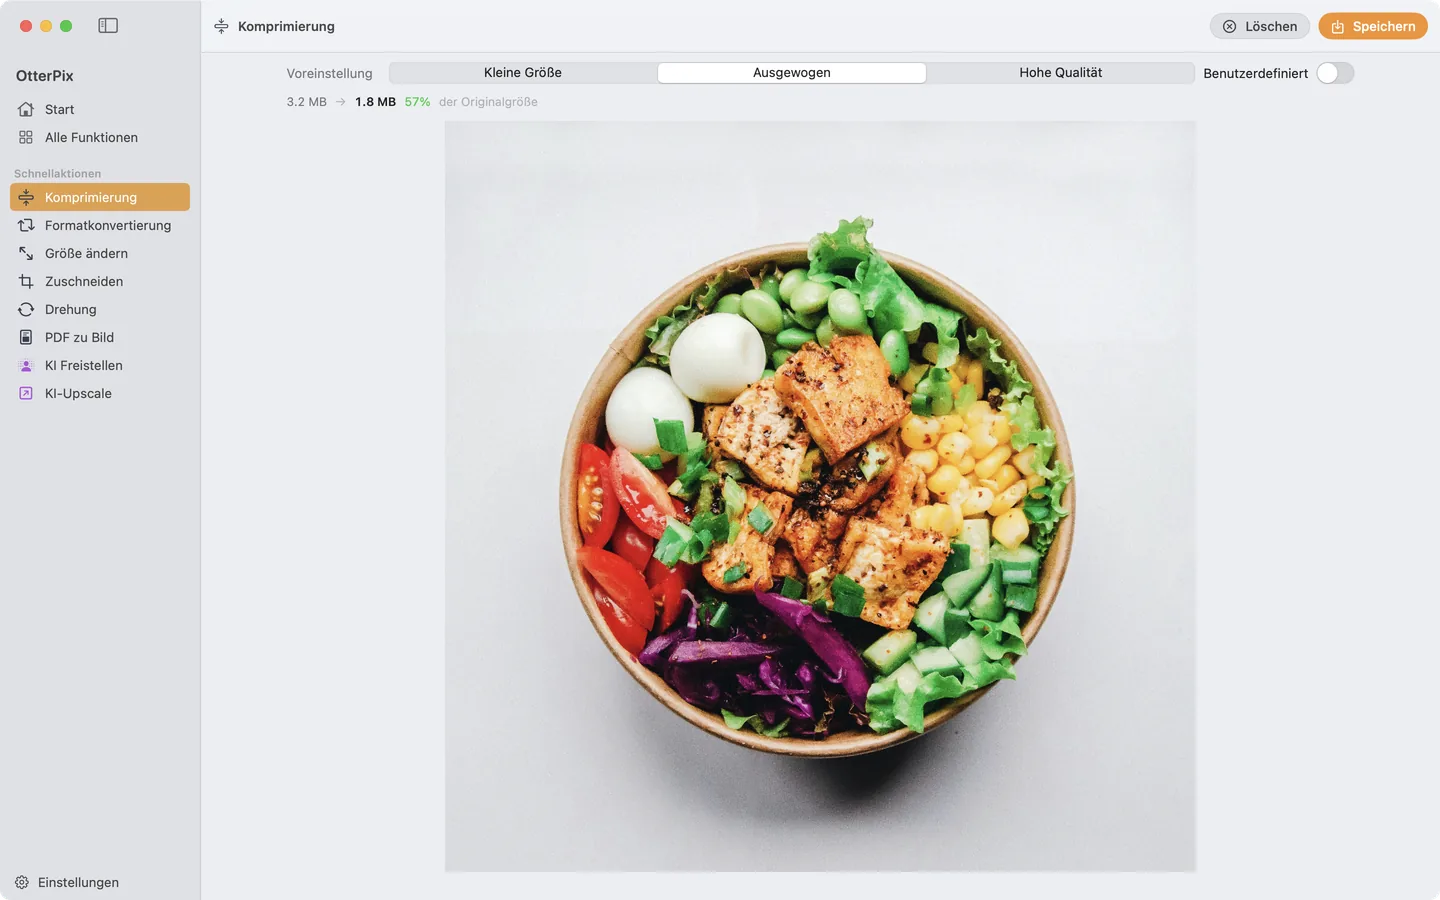 OtterPix
Start
Alle Funktionen
Schnellaktionen
Komprimierung
Formatkonvertierung
Größe ändern
Zuschneiden
Drehung
PDF zu Bild
KI Freistellen
KI-Upscale
Einstellungen
Komprimierung
Löschen
Speichern
Voreinstellung
Kleine Größe
Ausgewogen
Hohe Qualität
Benutzerdefiniert
3.2 MB → 1.8 MB 57% der Originalgröße